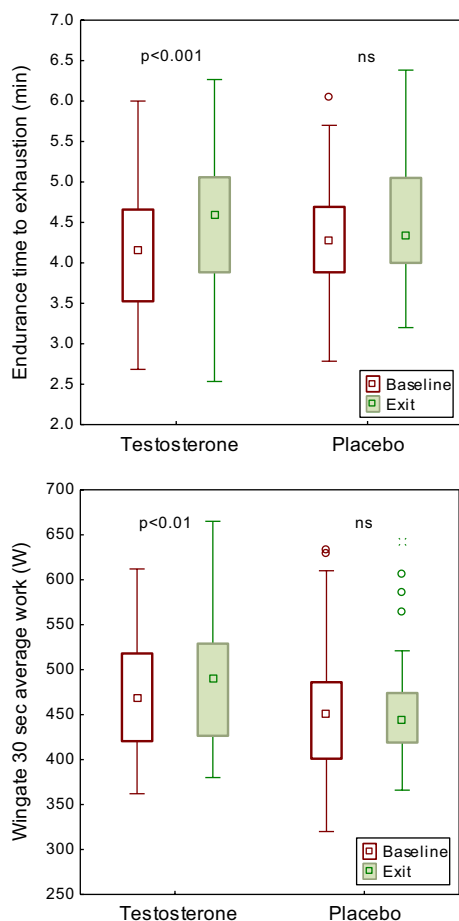 Endurance time to exhaustion (min)
7.0
6.5
6.0
5.5
5.0
4.5
4.0
3.5
3.0
2.5
2.0
p<0.001
ns
Baseline
Exit
Testosterone
Placebo
Wingate 30 sec average work (W)
700
650
600
550
500
450
400
350
300
250
p<0.01
ns
Baseline
Exit
Testosterone
Placebo